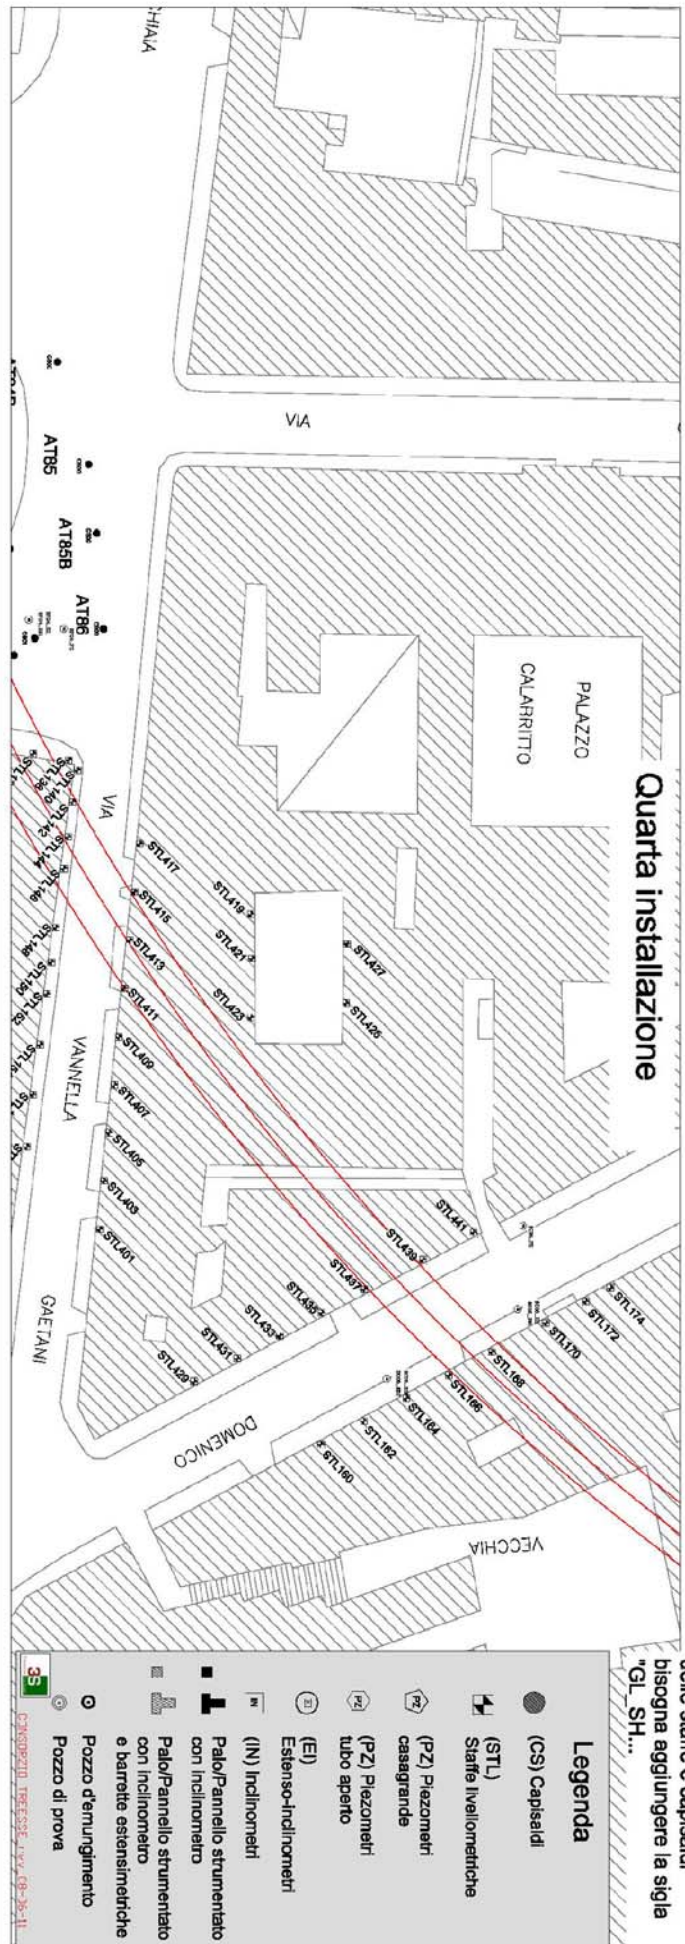 CHIAIA
VIA
PALAZZO
CALABRITTO
Quarta installazione
AT85
AT85B
AT86
VIA
VANNELLA
GAETANI
DOMENICO
VECCHIA
STL417
STL415
STL413
STL411
STL409
STL407
STL405
STL403
STL401
STL419
STL421
STL423
STL427
STL425
STL441
STL439
STL437
STL435
STL433
STL431
STL429
STL174
STL172
STL170
STL168
STL166
STL164
STL162
STL160
STL140
STL142
STL144
STL148
STL150
bisogna aggiungere la sigla
"GL_SH...
Legenda
(CS) Capisaldi
(STL)
Staffe livellometriche
(PZ) Piezometri
casagrande
(PZ) Piezometri
tubo aperto
(EI)
Estenso-inclinometri
(IN) Inclinometri
Palo/Pannello strumentato
con inclinometro
Palo/Pannello strumentato
con inclinometro
e barrette estensimetriche
Pozzo d'emungimento
Pozzo di prova
3S